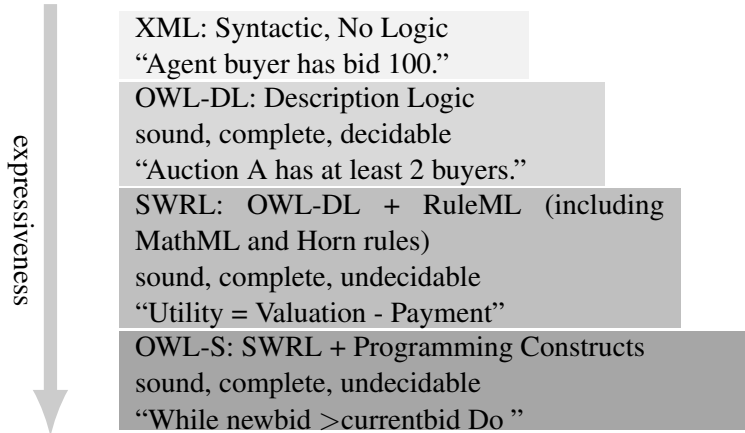 expressiveness
XML: Syntactic, No Logic
“Agent buyer has bid 100.”
OWL-DL: Description Logic
sound, complete, decidable
“Auction A has at least 2 buyers.”
SWRL: OWL-DL + RuleML (including
MathML and Horn rules)
sound, complete, undecidable
“Utility = Valuation - Payment”
OWL-S: SWRL + Programming Constructs
sound, complete, undecidable
“While newbid >currentbid Do ”